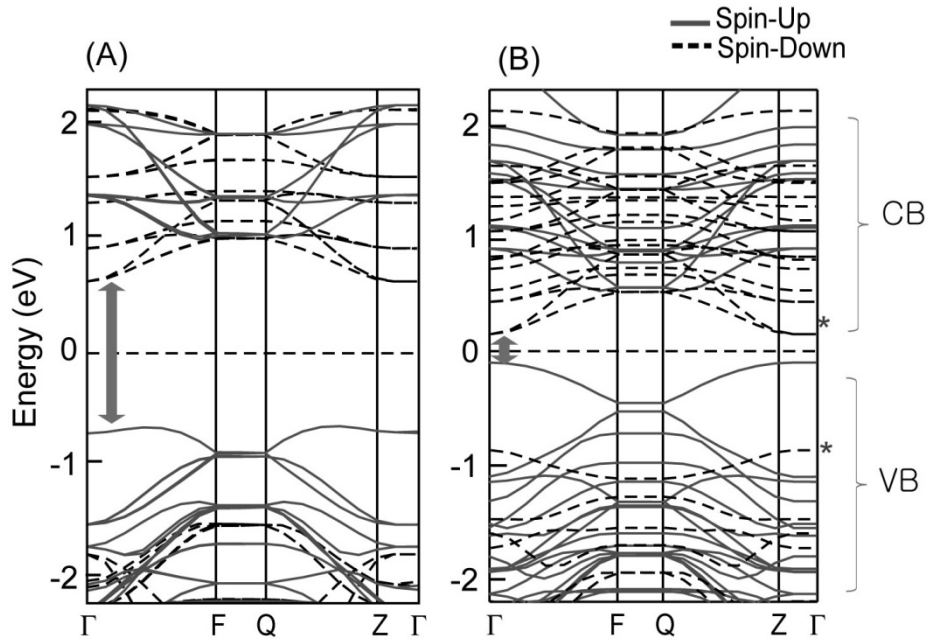 Spin-Up
Spin-Down
(A)
(B)
Energy (eV)
2
1
0
-1
-2
Γ F Q Z Γ
2
1
0
-1
-2
Γ F Q Z Γ
*
*
CB
VB